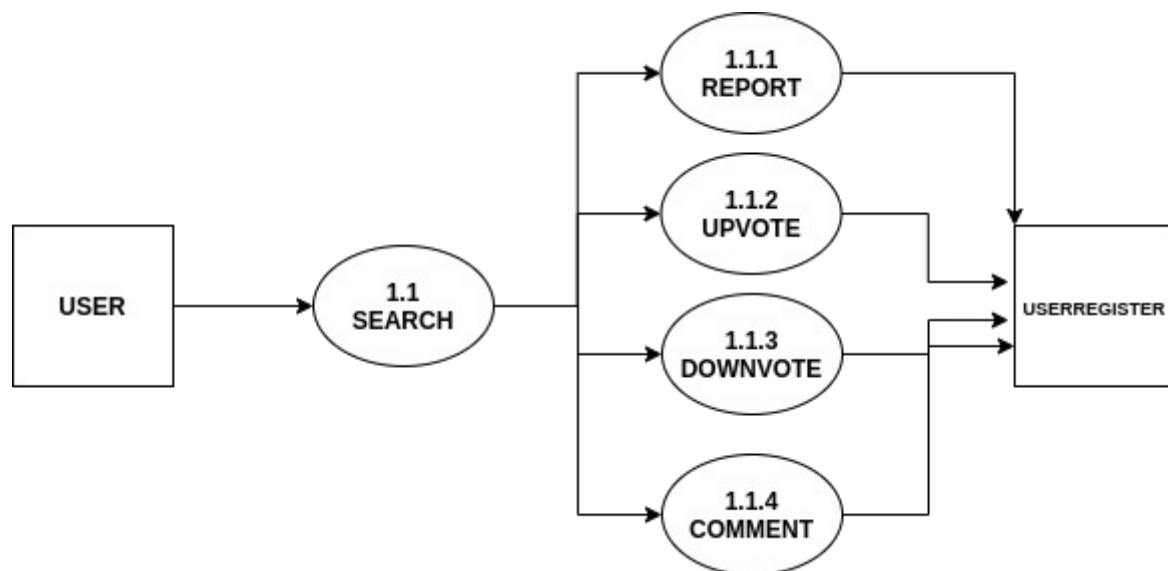 1.1.1
REPORT
1.1.2
UPVOTE
USER
1.1
SEARCH
USERREGISTER
1.1.3
DOWNVOTE
1.1.4
COMMENT